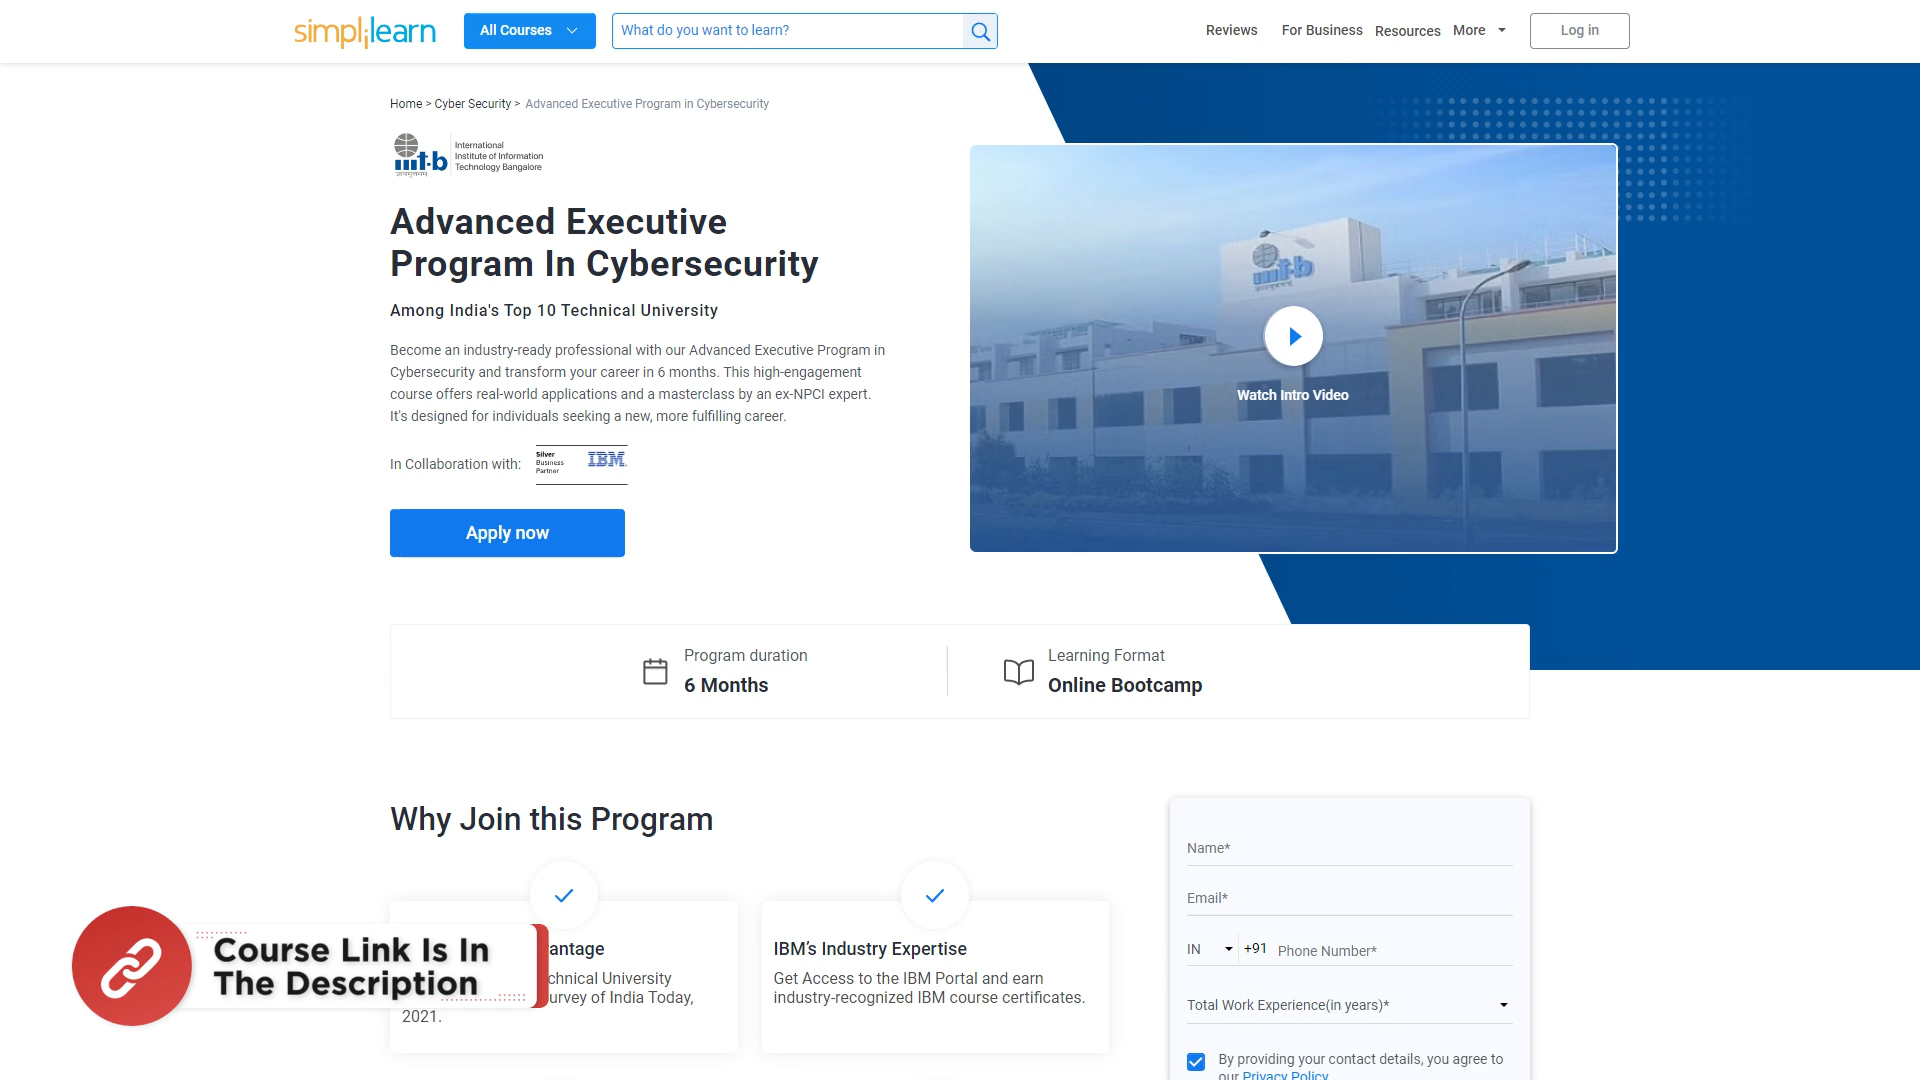 simplilearn
All Courses
What do you want to learn?
Reviews
For Business
Resources
More
Log in
Home > Cyber Security > Advanced Executive Program in Cybersecurity
International
Institute of Information
Technology Bangalore
Advanced Executive
Program In Cybersecurity
Among India's Top 10 Technical University
Become an industry-ready professional with our Advanced Executive Program in
Cybersecurity and transform your career in 6 months. This high-engagement
course offers real-world applications and a masterclass by an ex-NPCI expert.
It's designed for individuals seeking a new, more fulfilling career.
In Collaboration with:
Silver
Business
Partner
IBM
Apply now
Watch Intro Video
Program duration
6 Months
Learning Format
Online Bootcamp
Why Join this Program
antage
chnical University
urvey of India Today,
2021.
IBM’s Industry Expertise
Get Access to the IBM Portal and earn
industry-recognized IBM course certificates.
Name*
Email*
IN
+91
Phone Number*
Total Work Experience(in years)*
By providing your contact details, you agree to
our Privacy Policy
Course Link Is In
The Description